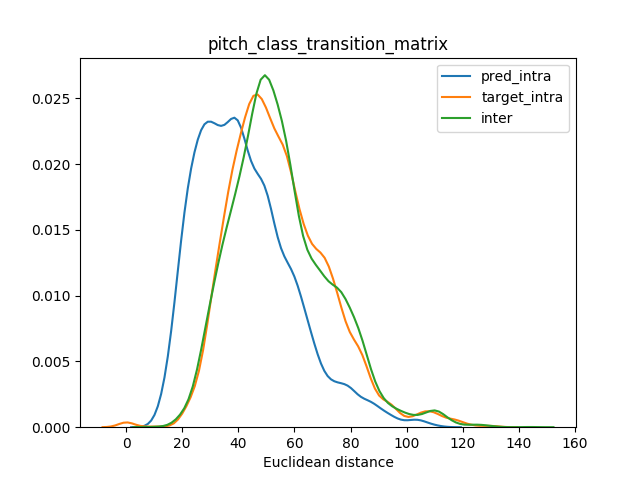 pitch_class_transition_matrix
pred_intra
target_intra
inter
0.025
0.020
0.015
0.010
0.005
0.000
0 20 40 60 80 100 120 140 160
Euclidean distance